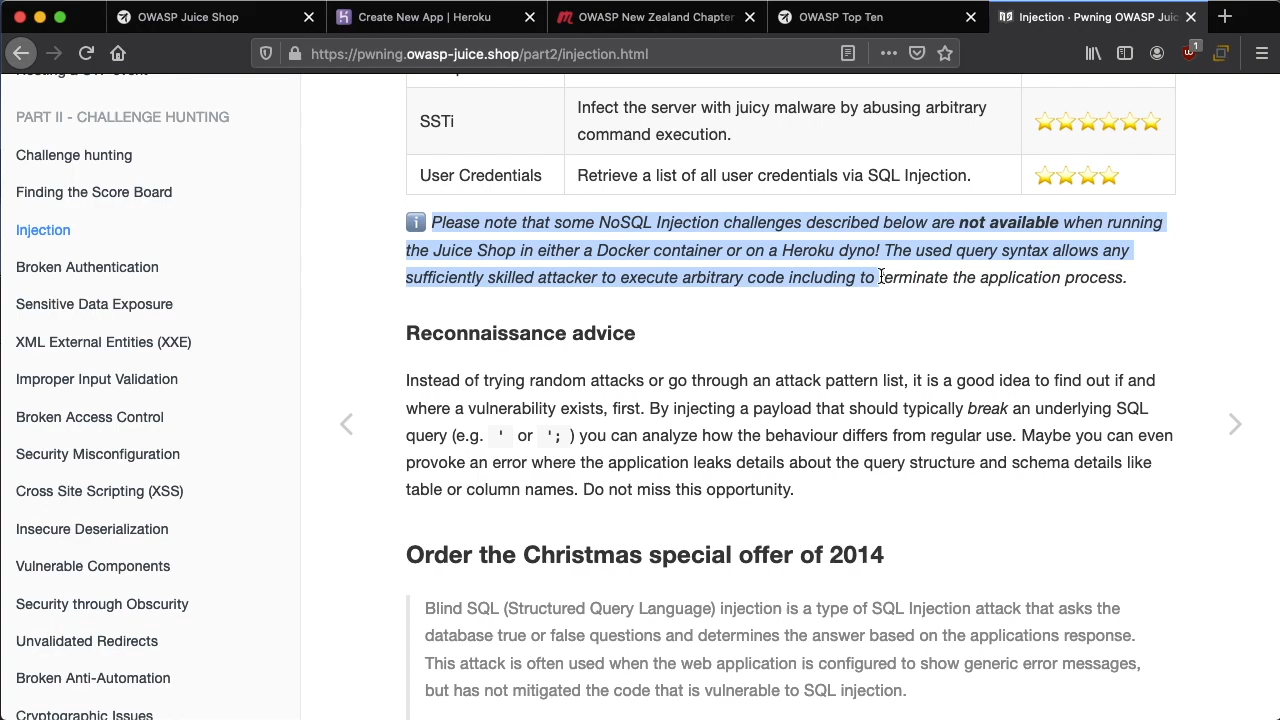 OWASP Juice Shop
Create New App | Heroku
OWASP New Zealand Chapter
OWASP Top Ten
Injection · Pwning OWASP Juic
https://pwning.owasp-juice.shop/part2/injection.html
1
PART II - CHALLENGE HUNTING
Challenge hunting
Finding the Score Board
Injection
Broken Authentication
Sensitive Data Exposure
XML External Entities (XXE)
Improper Input Validation
Broken Access Control
Security Misconfiguration
Cross Site Scripting (XSS)
Insecure Deserialization
Vulnerable Components
Security through Obscurity
Unvalidated Redirects
Broken Anti-Automation
Cryptographic Issues
SSTi
Infect the server with juicy malware by abusing arbitrary
command execution.
User Credentials
Retrieve a list of all user credentials via SQL Injection.
Please note that some NoSQL Injection challenges described below are not available when running
the Juice Shop in either a Docker container or on a Heroku dyno! The used query syntax allows any
sufficiently skilled attacker to execute arbitrary code including to terminate the application process.
Reconnaissance advice
Instead of trying random attacks or go through an attack pattern list, it is a good idea to find out if and
where a vulnerability exists, first. By injecting a payload that should typically break an underlying SQL
query (e.g. ' or '; ) you can analyze how the behaviour differs from regular use. Maybe you can even
provoke an error where the application leaks details about the query structure and schema details like
table or column names. Do not miss this opportunity.
Order the Christmas special offer of 2014
Blind SQL (Structured Query Language) injection is a type of SQL Injection attack that asks the
database true or false questions and determines the answer based on the applications response.
This attack is often used when the web application is configured to show generic error messages,
but has not mitigated the code that is vulnerable to SQL injection.